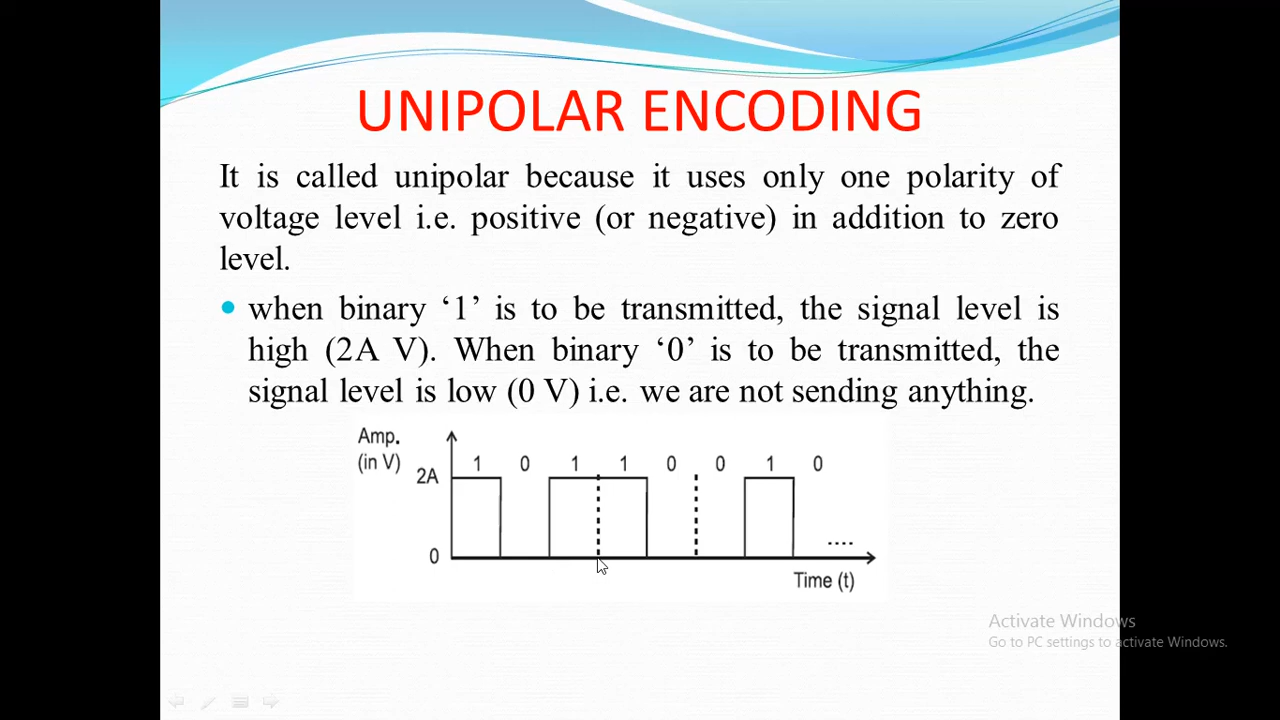 UNIPOLAR ENCODING
It is called unipolar because it uses only one polarity of
voltage level i.e. positive (or negative) in addition to zero
level.
• when binary ‘1’ is to be transmitted, the signal level is
high (2A V). When binary ‘0’ is to be transmitted, the
signal level is low (0 V) i.e. we are not sending anything.
Amp.
(in V)
1 0 1 1 0 0 1 0
2A
....
0
Time (t)
Activate Windows
Go to PC settings to activate Windows.